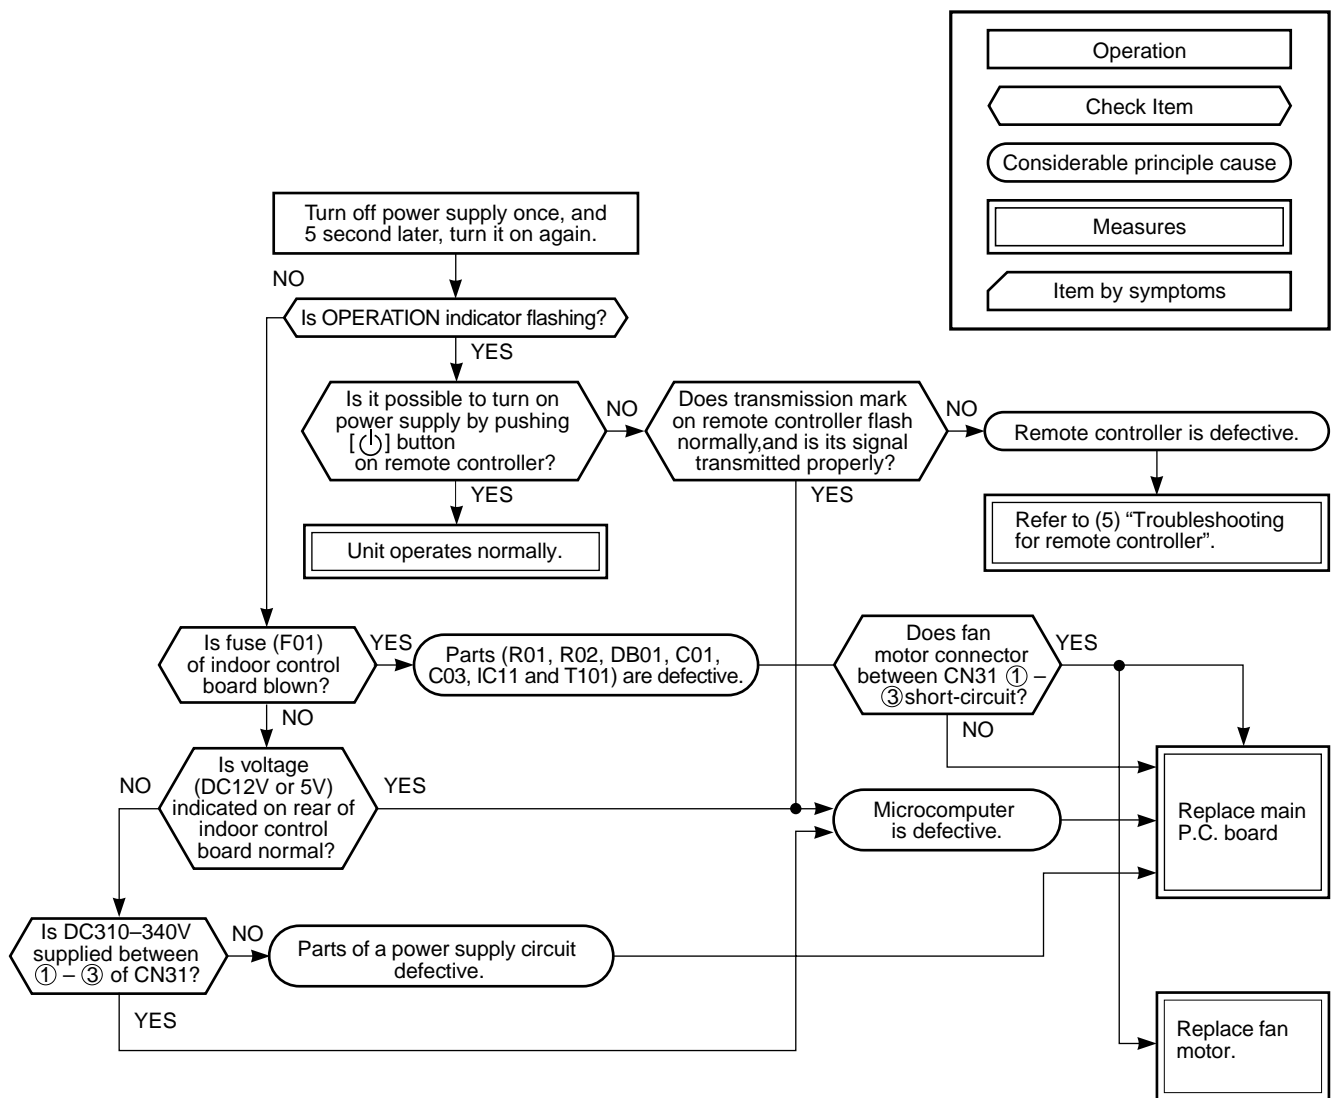 Operation
Check Item
Considerable principle cause
Measures
Item by symptoms
Turn off power supply once, and
5 second later, turn it on again.
NO
Is OPERATION indicator flashing?
YES
Is it possible to turn on
power supply by pushing
[⏻] button
on remote controller?
NO
Does transmission mark
on remote controller flash
normally,and is its signal
transmitted properly?
NO
Remote controller is defective.
YES
YES
Unit operates normally.
Refer to (5) “Troubleshooting
for remote controller”.
Is fuse (F01)
of indoor control
board blown?
YES
Parts (R01, R02, DB01, C01,
C03, IC11 and T101) are defective.
Does fan
motor connector
between CN31 ① –
③short-circuit?
YES
NO
NO
Is voltage
(DC12V or 5V)
indicated on rear of
indoor control
board normal?
NO
YES
Microcomputer
is defective.
Replace main
P.C. board
Is DC310–340V
supplied between
① – ③ of CN31?
NO
Parts of a power supply circuit
defective.
YES
Replace fan
motor.